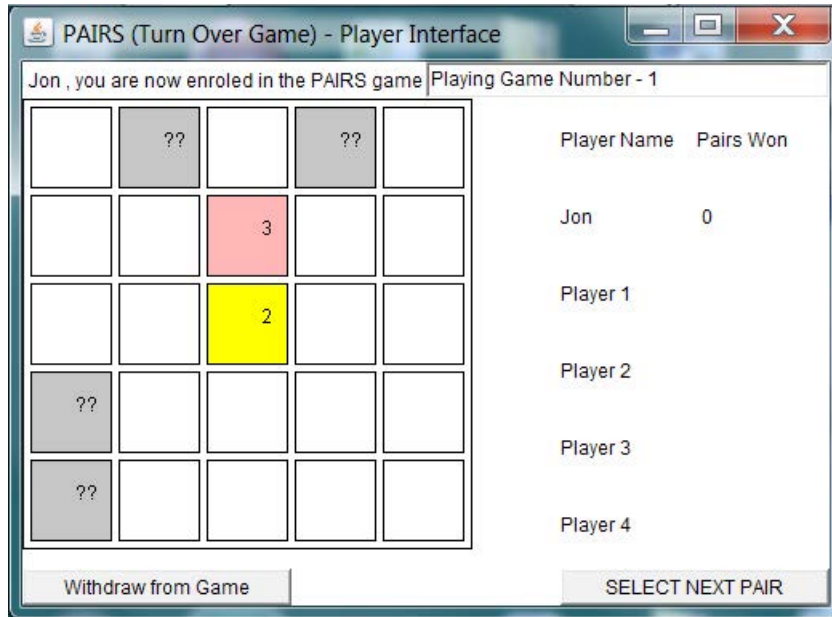 PAIRS (Turn Over Game) - Player Interface
Jon , you are now enroled in the PAIRS game Playing Game Number - 1
?? ??
Player Name Pairs Won
3
Jon 0
2
Player 1
Player 2
??
Player 3
??
Player 4
Withdraw from Game SELECT NEXT PAIR